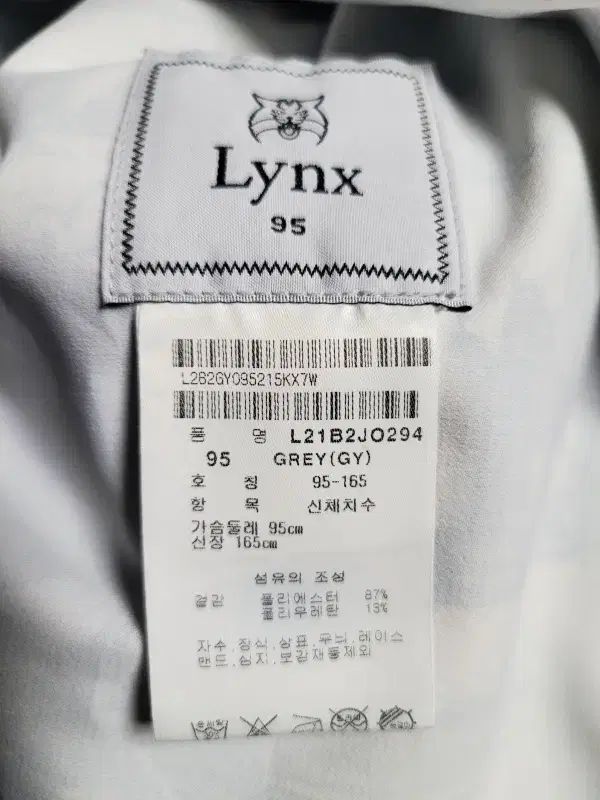 Lynx
95
L262GY095215KX7W
품 명 L21B2JO294
95 GREY(GY)
호 칭 95-165
항 목 신체치수
가슴둘레 95cm
신장 165cm
섬유의 조성
겉감 폴리에스터 87%
폴리우레탄 13%
자수.장식.상표.무늬.레이스
밴드.심지.보강재등제외